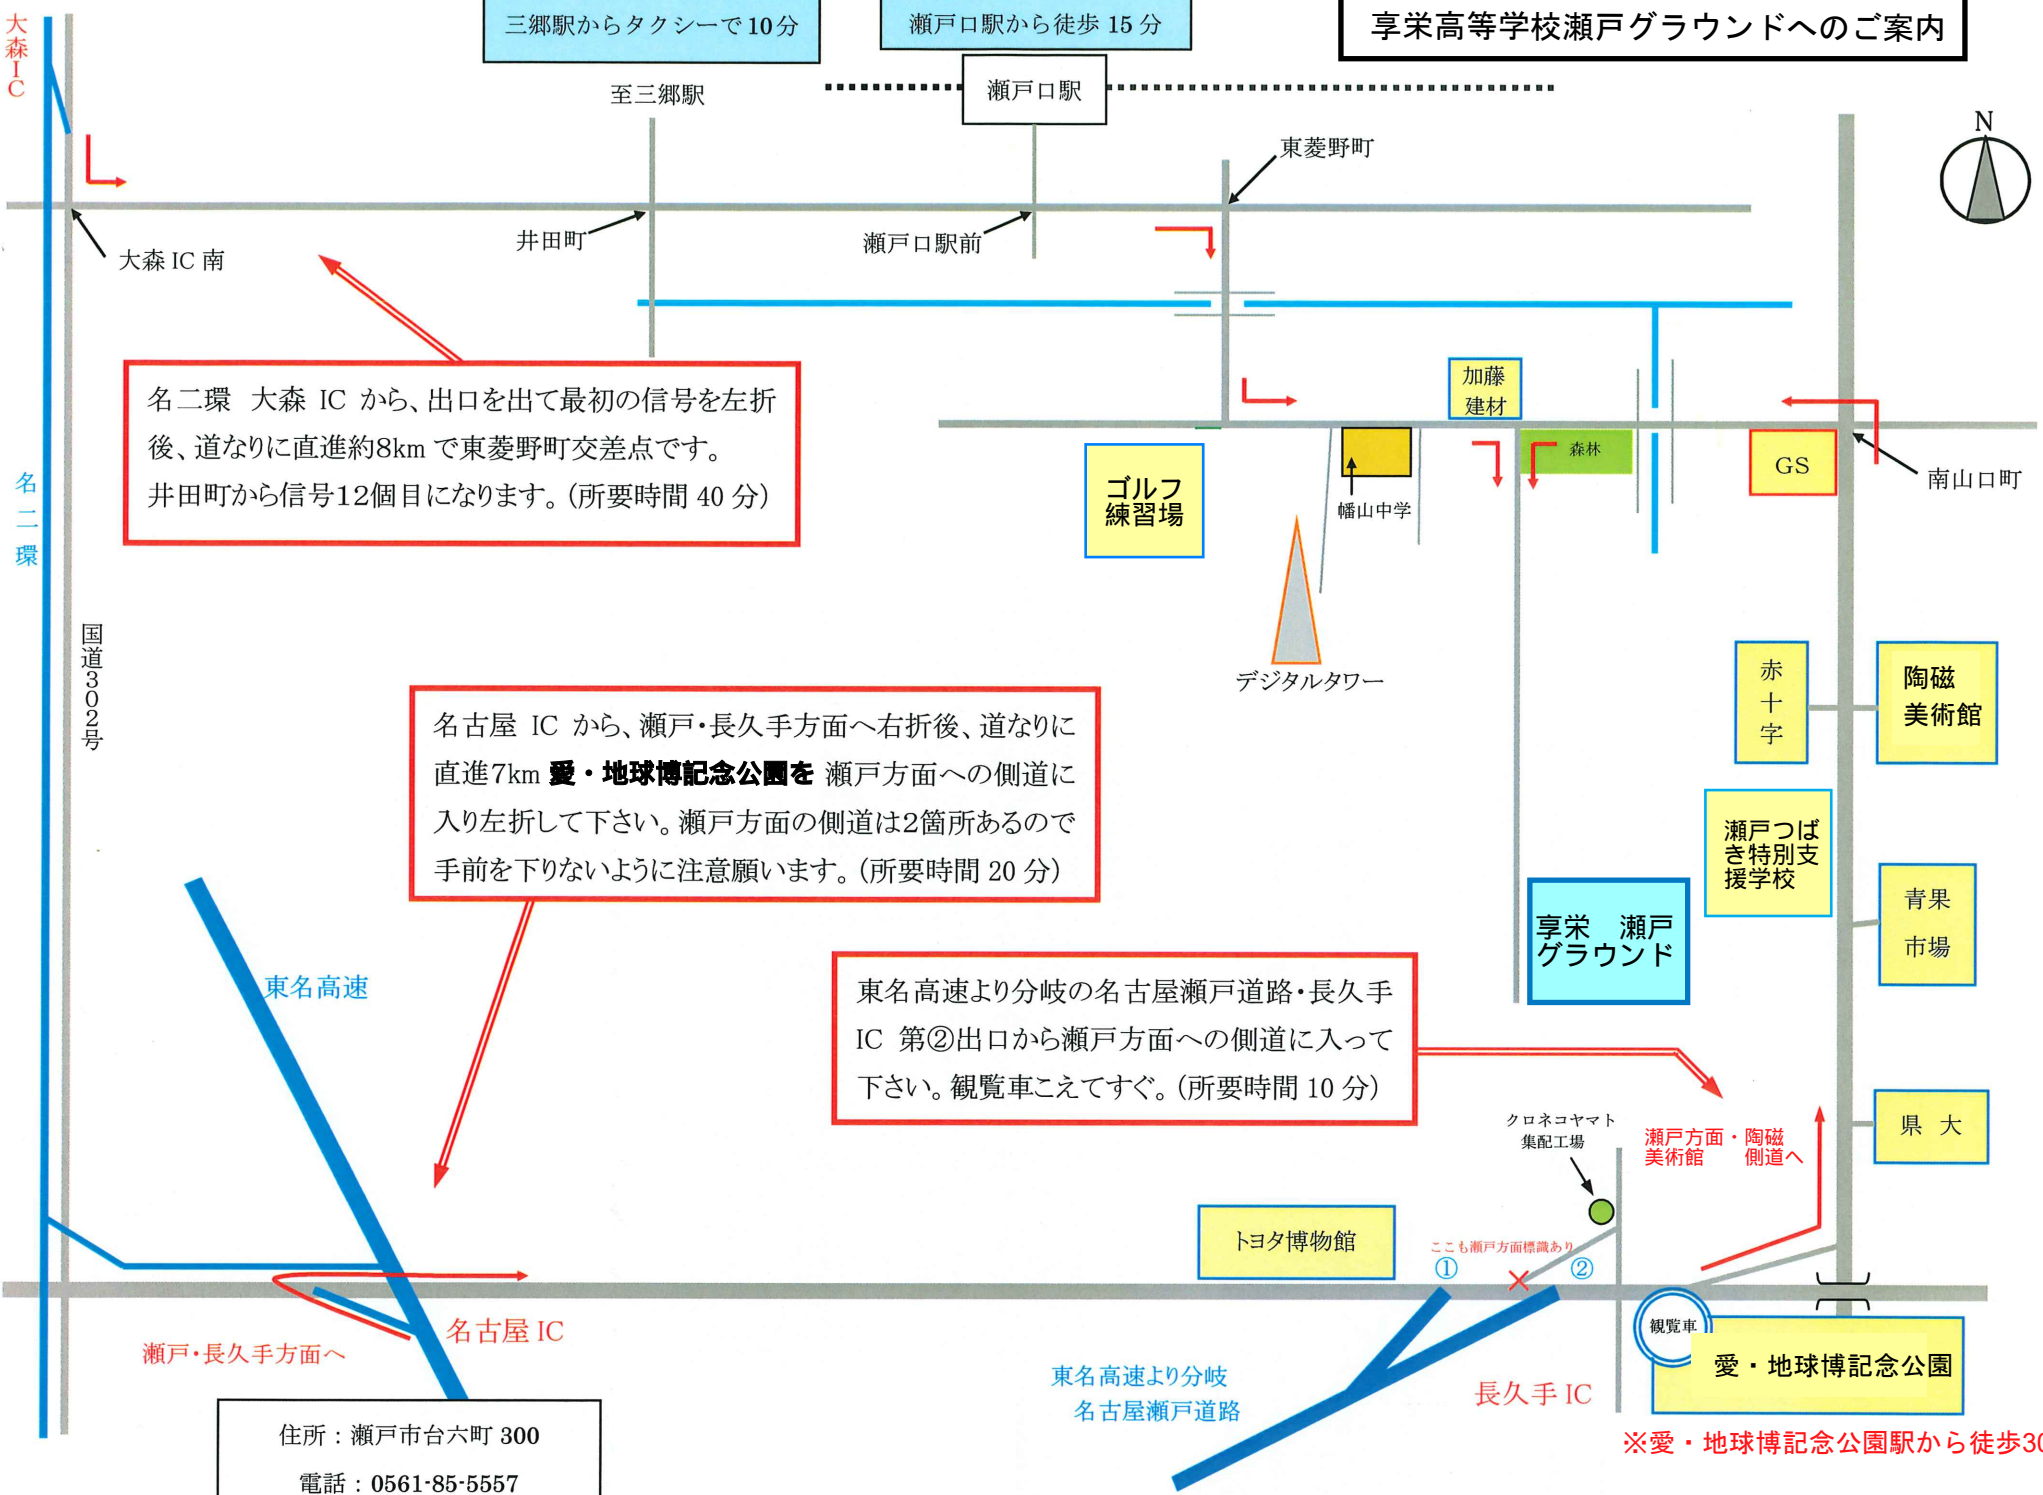 三郷駅からタクシーで10分
瀬戸口駅から徒歩 15 分
享栄高等学校瀬戸グラウンドへのご案内
大森IC
至三郷駅
瀬戸口駅
N
東菱野町
大森 IC 南
井田町
瀬戸口駅前
名二環 大森 IC から、出口を出て最初の信号を左折
後、道なりに直進約8km で東菱野町交差点です。
井田町から信号12個目になります。(所要時間 40 分)
加藤
建材
森林
GS
南山口町
ゴルフ
練習場
幡山中学
名二環
デジタルタワー
国道302号
赤十字
陶磁
美術館
名古屋 IC から、瀬戸・長久手方面へ右折後、道なりに
直進7km 愛・地球博記念公園を 瀬戸方面への側道に
入り左折して下さい。瀬戸方面の側道は2箇所あるので
手前を下りないように注意願います。(所要時間 20 分)
瀬戸つば
き特別支
援学校
青果
市場
享栄 瀬戸
グラウンド
東名高速
東名高速より分岐の名古屋瀬戸道路・長久手
IC 第②出口から瀬戸方面への側道に入って
下さい。観覧車こえてすぐ。(所要時間 10 分)
クロネコヤマト
集配工場
瀬戸方面・陶磁
美術館 側道へ
県 大
トヨタ博物館
ここも瀬戸方面標識あり
①
②
名古屋 IC
瀬戸・長久手方面へ
観覧車
愛・地球博記念公園
東名高速より分岐
名古屋瀬戸道路
長久手 IC
住所：瀬戸市台六町 300
電話：0561-85-5557
※愛・地球博記念公園駅から徒歩30